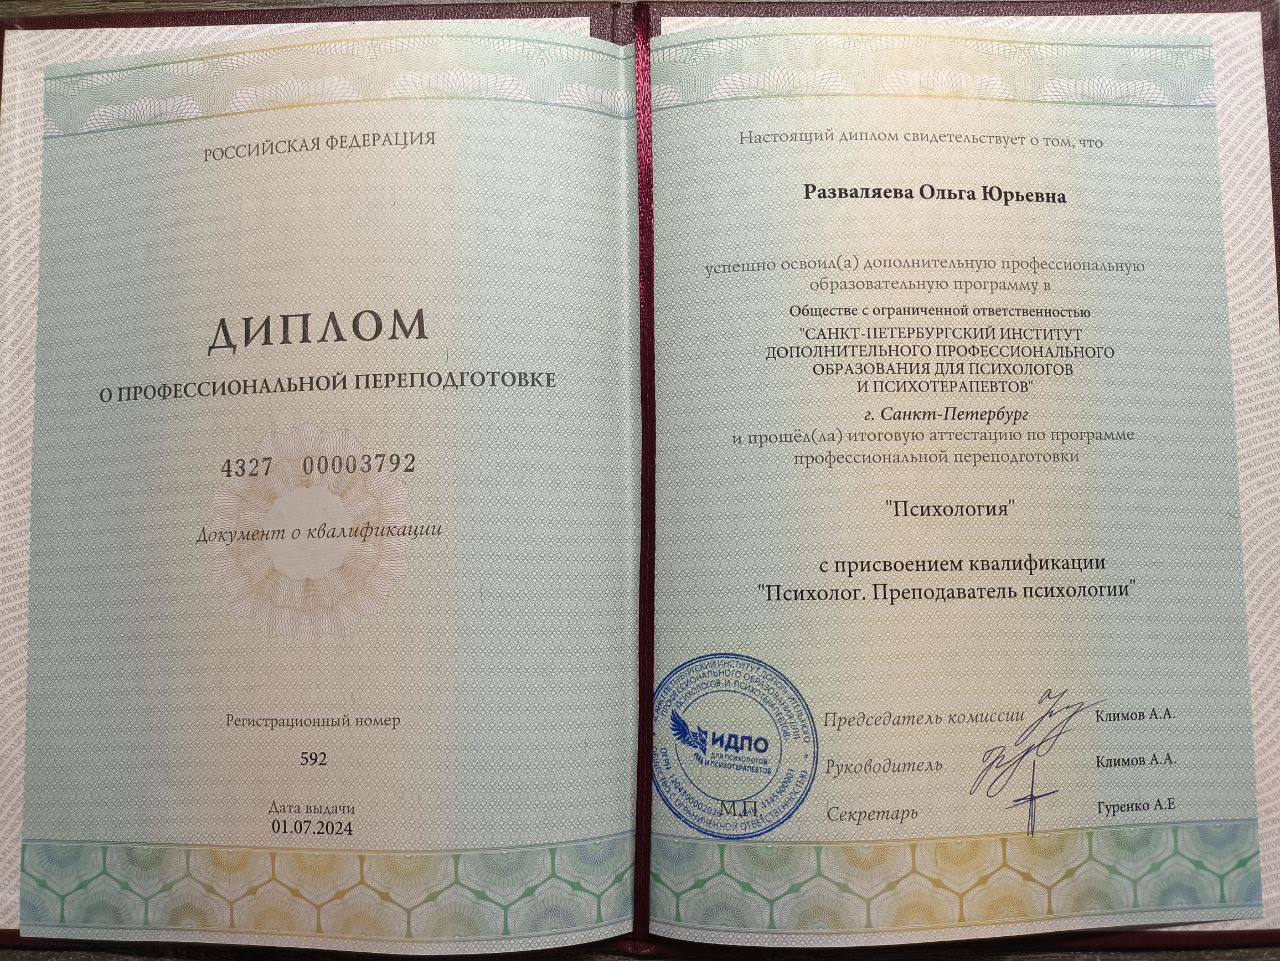 РОССИЙСКАЯ ФЕДЕРАЦИЯ
ДИПЛОМ
О ПРОФЕССИОНАЛЬНОЙ ПЕРЕПОДГОТОВКЕ
4327 00003792
Документ о квалификации
Регистрационный номер
592
Дата выдачи
01.07.2024
Настоящий диплом свидетельствует о том, что
Разваляева Ольга Юрьевна
успешно освоил(а) дополнительную профессиональную
образовательную программу в
Обществе с ограниченной ответственностью
"САНКТ-ПЕТЕРБУРГСКИЙ ИНСТИТУТ
ДОПОЛНИТЕЛЬНОГО ПРОФЕССИОНАЛЬНОГО
ОБРАЗОВАНИЯ ДЛЯ ПСИХОЛОГОВ
И ПСИХОТЕРАПЕВТОВ"
г. Санкт-Петербург
и прошёл(ла) итоговую аттестацию по программе
профессиональной переподготовки
"Психология"
с присвоением квалификации
"Психолог. Преподаватель психологии"
ИДПО
ДЛЯ ПСИХОЛОГОВ
И ПСИХОТЕРАПЕВТОВ
М.П.
Председатель комиссии Климов А.А.
Руководитель Климов А.А.
Секретарь Гуренко А.Е